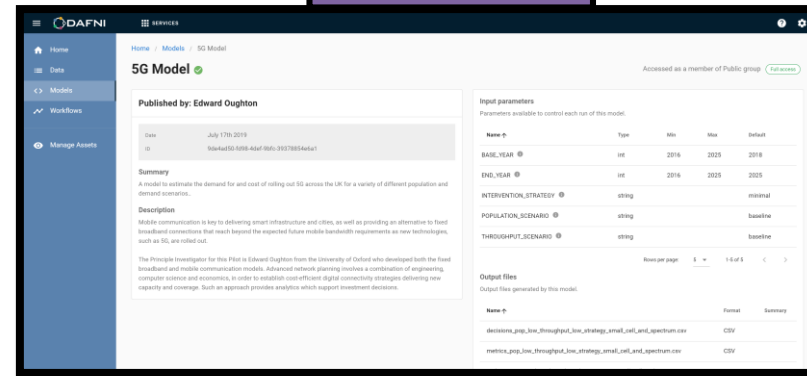 DAFNI
SERVICES
Home
Data
Models
Workflows
Manage Assets
Home / Models / 5G Model
5G Model
Accessed as a member of Public group
Full access
Published by: Edward Oughton
Date July 17th 2019
ID
Summary
A model to estimate the demand for and cost of rolling out 5G across the UK for a variety of different population and
demand scenarios..
Description
Mobile communication is key to delivering smart infrastructure and cities, as well as providing an alternative to fixed
broadband connections that reach beyond the expected future mobile bandwidth requirements as new technologies,
such as 5G, are rolled out.
The Principle Investigator for this Pilot is Edward Oughton from the University of Oxford who developed both the fixed
broadband and mobile communication models. Advanced network planning involves a combination of engineering,
computer science and economics, in order to establish cost-efficient digital connectivity strategies delivering new
capacity and coverage. Such an approach provides analytics which support investment decisions.
Input parameters
Parameters available to control each run of this model.
Name Type Min Max Default
BASE_YEAR int 2016 2025 2018
END_YEAR int 2016 2025 2025
INTERVENTION_STRATEGY string minimal
POPULATION_SCENARIO string baseline
THROUGHPUT_SCENARIO string baseline
Rows per page: 5 1-5 of 5
Output files
Output files generated by this model.
Name Format Summary
decisions_pop_low_throughput_low_strategy_small_cell_and_spectrum.csv CSV
metrics_pop_low_throughput_low_strategy_small_cell_and_spectrum.csv CSV